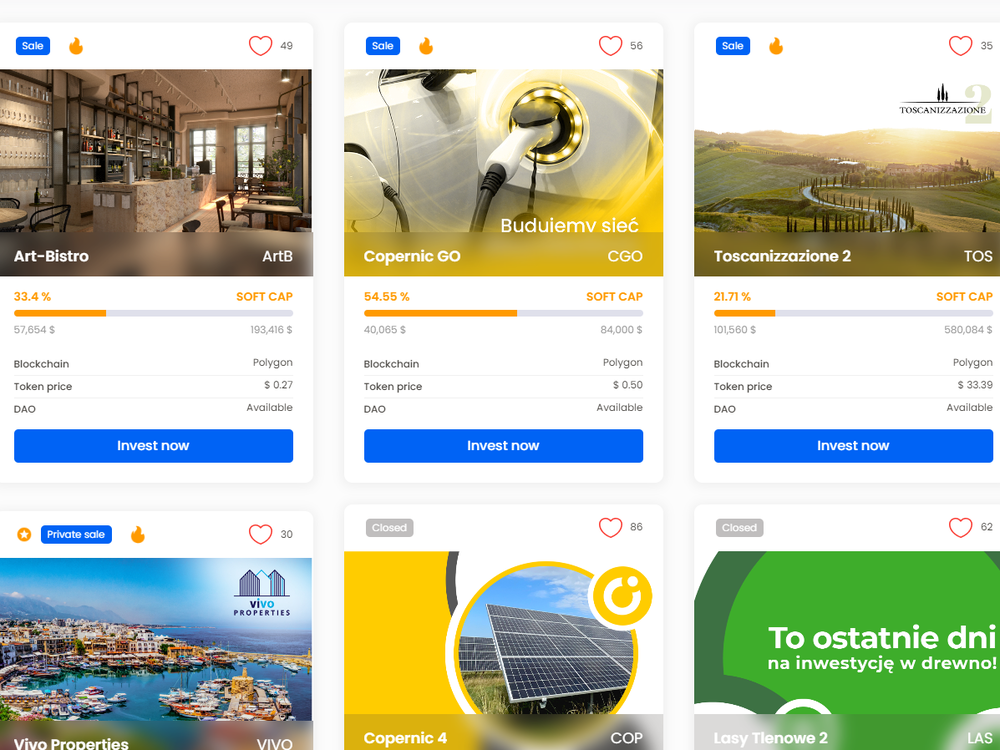 Sale 49
Sale 56
Sale 35
TOSCANIZZAZIONE 2
Budujemy sieć
Art-Bistro ArtB
Copernic GO CGO
Toscanizzazione 2 TOS
33.4 % SOFT CAP
54.55 % SOFT CAP
21.71 % SOFT CAP
57,654 $ 193,416 $
40,065 $ 84,000 $
101,560 $ 580,084 $
Blockchain Polygon
Blockchain Polygon
Blockchain Polygon
Token price $ 0.27
Token price $ 0.50
Token price $ 33.39
DAO Available
DAO Available
DAO Available
Invest now
Invest now
Invest now
Private sale 30
Closed 86
Closed 62
vivo
PROPERTIES
To ostatnie dni
na inwestycję w drewno!
Vivo Properties VIVO
Copernic 4 COP
Lasy Tlenowe 2 LAS